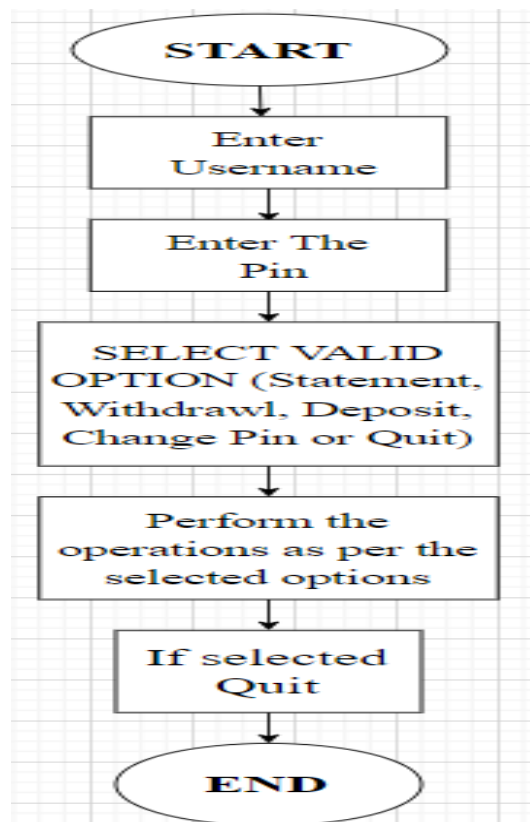 START
Enter
Username
Enter The
Pin
SELECT VALID
OPTION (Statement,
Withdrawl, Deposit,
Change Pin or Quit)
Perform the
operations as per the
selected options
If selected
Quit
END